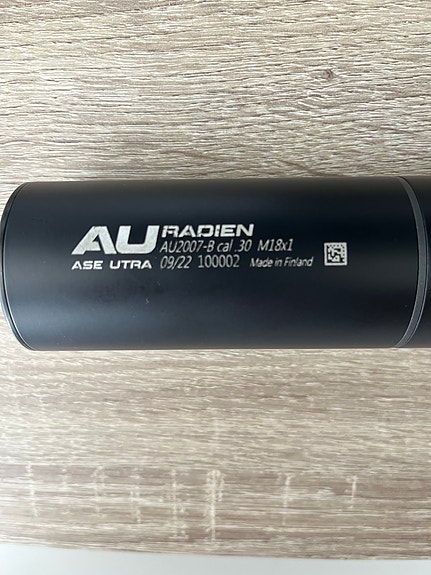 AU RADIEN
AU2007-B cal .30 M18x1
ASE UTRA 09/22 100002 Made in Finland